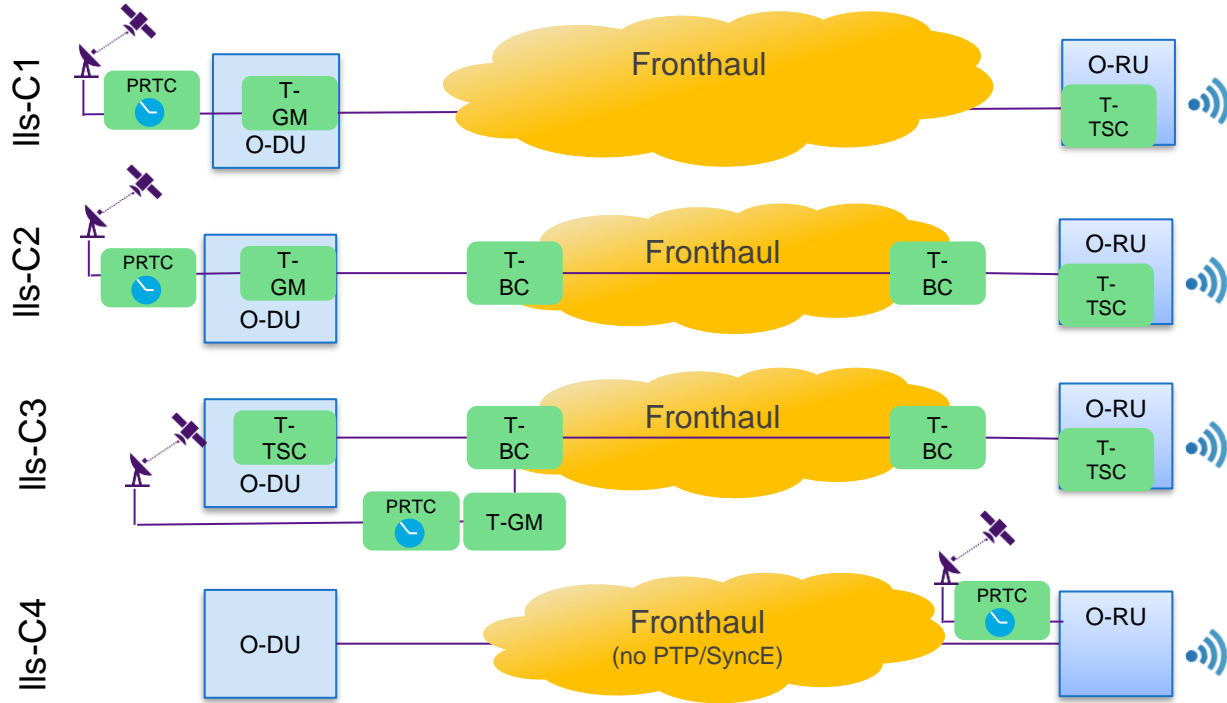 lls-C1
PRTC
T-
GM
O-DU
Fronthaul
O-RU
T-
TSC
lls-C2
PRTC
T-
GM
O-DU
T-
BC
Fronthaul
T-
BC
O-RU
T-
TSC
lls-C3
T-
TSC
O-DU
PRTC
T-GM
T-
BC
Fronthaul
T-
BC
O-RU
T-
TSC
lls-C4
O-DU
Fronthaul
(no PTP/SyncE)
PRTC
O-RU